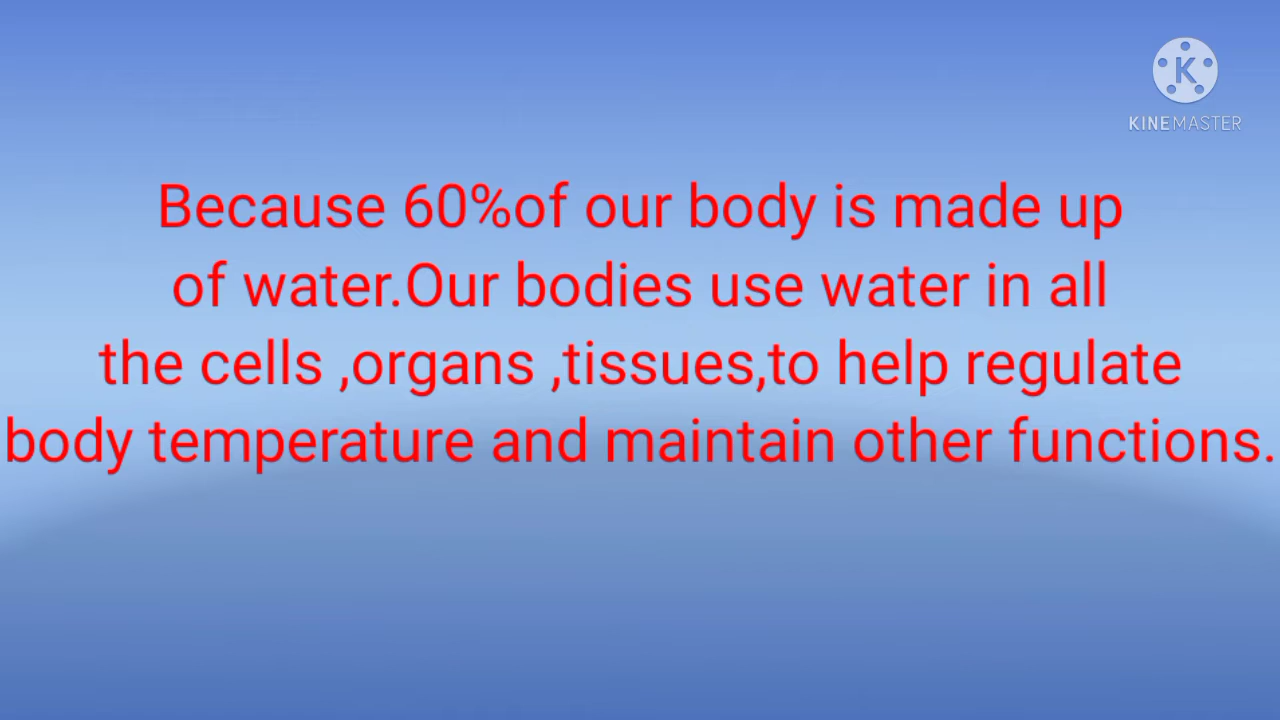 K
KINEMASTER
Because 60%of our body is made up
of water.Our bodies use water in all
the cells ,organs ,tissues,to help regulate
body temperature and maintain other functions.